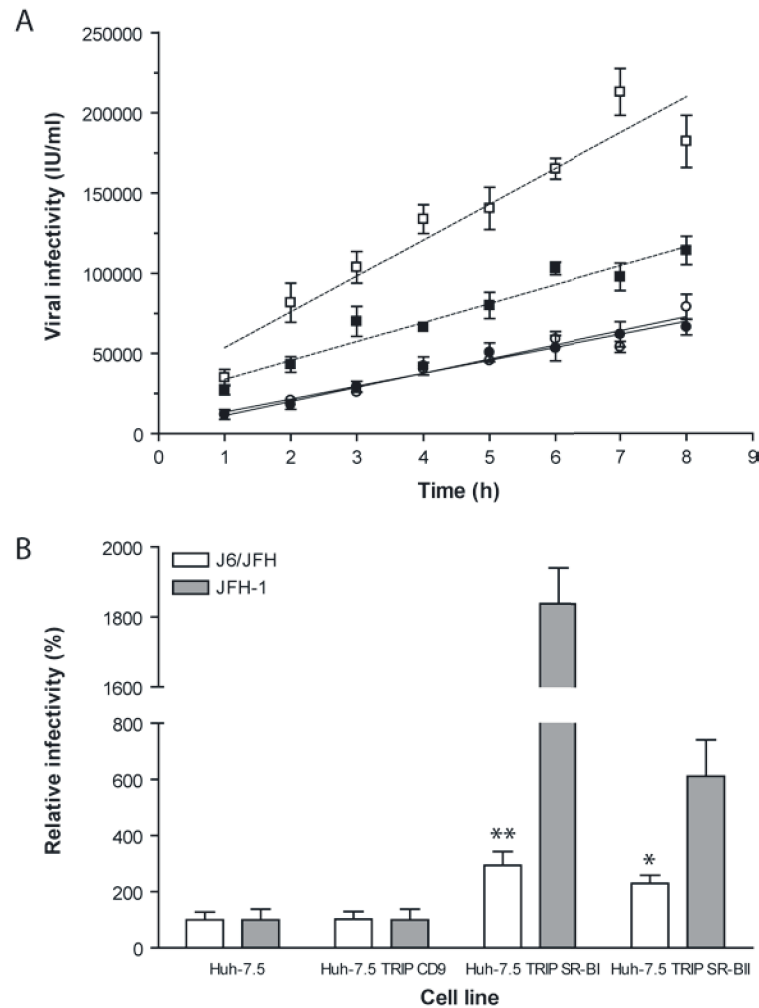 A
Viral infectivity (IU/ml)
250000
200000
150000
100000
50000
0
0 1 2 3 4 5 6 7 8 9
Time (h)
B
Relative infectivity (%)
2000
1800
1600
800
600
400
200
0
J6/JFH
JFH-1
**
*
Huh-7.5 Huh-7.5 TRIP CD9 Huh-7.5 TRIP SR-BI Huh-7.5 TRIP SR-BII
Cell line